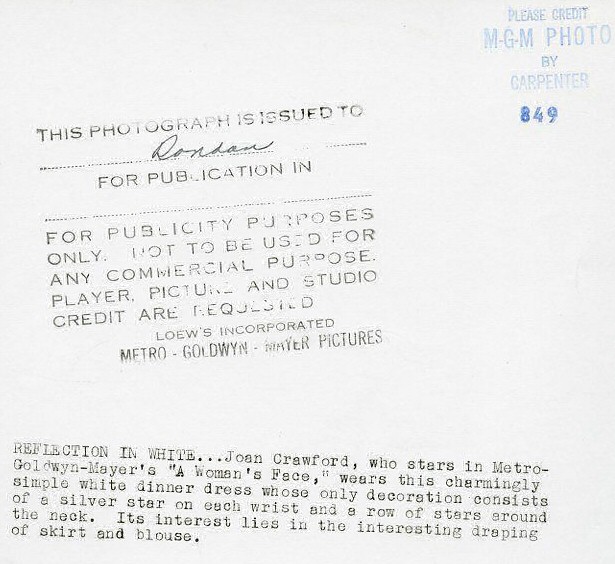 PLEASE CREDIT
M-G-M PHOTO
BY
CARPENTER
849
THIS PHOTOGRAPH IS ISSUED TO
FOR PUBLICATION IN
FOR PUBLICITY PURPOSES
ONLY. NOT TO BE USED FOR
ANY COMMERCIAL PURPOSE.
PLAYER, PICTURE AND STUDIO
CREDIT ARE REQUESTED
LOEW'S INCORPORATED
METRO - GOLDWYN - MAYER PICTURES
REFLECTION IN WHITE...Joan Crawford, who stars in Metro-
Goldwyn-Mayer's "A Woman's Face," wears this charmingly
simple white dinner dress whose only decoration consists
of a silver star on each wrist and a row of stars around
the neck. Its interest lies in the interesting draping
of skirt and blouse.